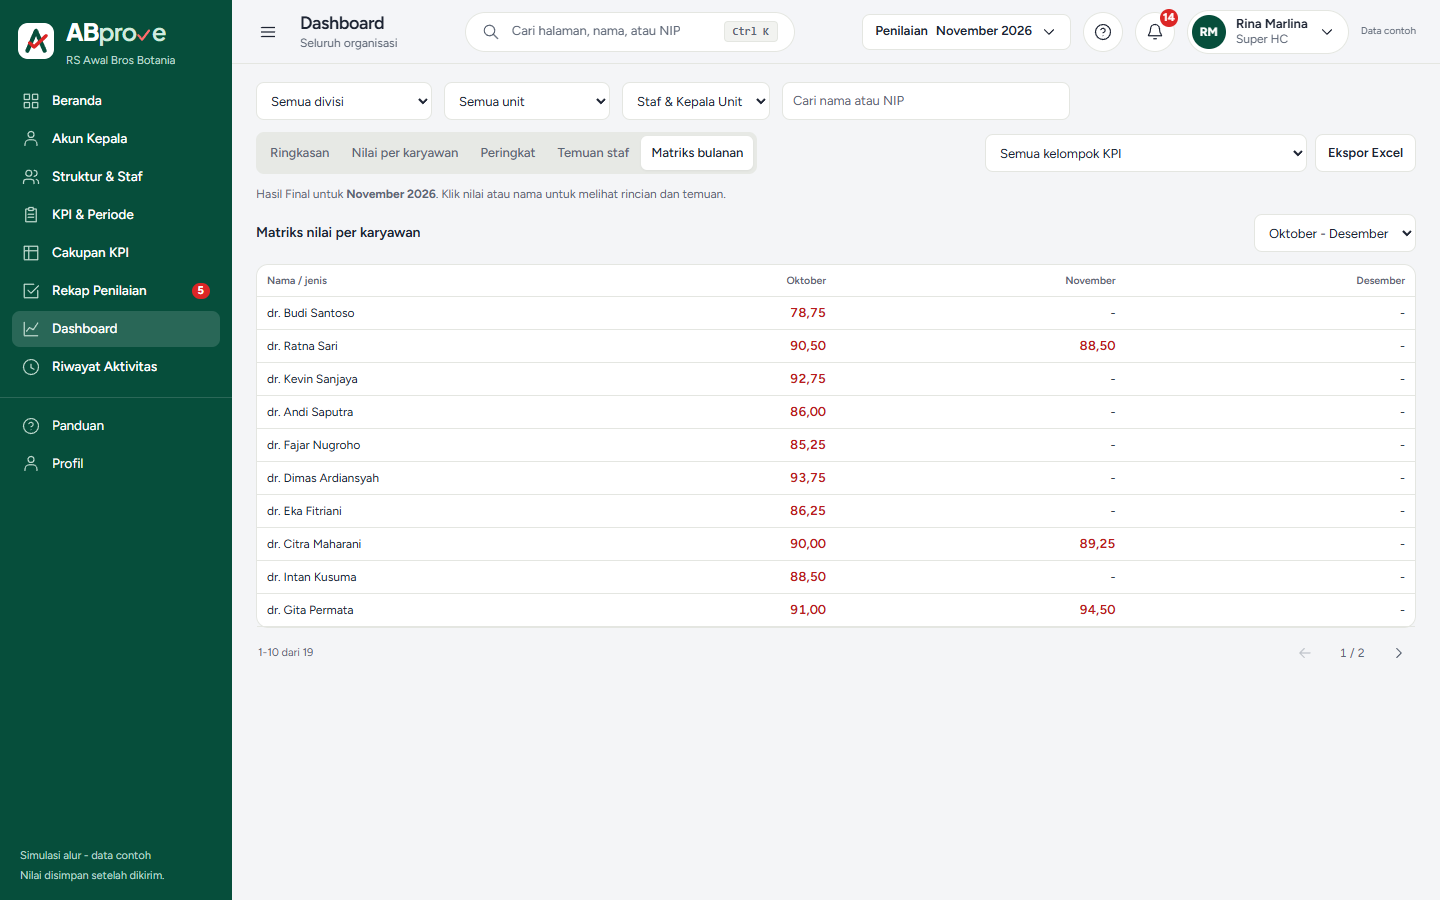 ABprove
RS Awal Bros Botania
Beranda
Akun Kepala
Struktur & Staf
KPI & Periode
Cakupan KPI
Rekap Penilaian 5
Dashboard
Riwayat Aktivitas
Panduan
Profil
Simulasi alur - data contoh
Nilai disimpan setelah dikirim.
Dashboard
Seluruh organisasi
Cari halaman, nama, atau NIP Ctrl K
Penilaian November 2026
14
RM
Rina Marlina
Super HC
Data contoh
Semua divisi Semua unit Staf & Kepala Unit Cari nama atau NIP
Ringkasan Nilai per karyawan Peringkat Temuan staf Matriks bulanan Semua kelompok KPI Ekspor Excel
Hasil Final untuk November 2026. Klik nilai atau nama untuk melihat rincian dan temuan.
Matriks nilai per karyawan Oktober - Desember
Nama / jenis Oktober November Desember
dr. Budi Santoso 78,75 - -
dr. Ratna Sari 90,50 88,50 -
dr. Kevin Sanjaya 92,75 - -
dr. Andi Saputra 86,00 - -
dr. Fajar Nugroho 85,25 - -
dr. Dimas Ardiansyah 93,75 - -
dr. Eka Fitriani 86,25 - -
dr. Citra Maharani 90,00 89,25 -
dr. Intan Kusuma 88,50 - -
dr. Gita Permata 91,00 94,50 -
1-10 dari 19 1 / 2